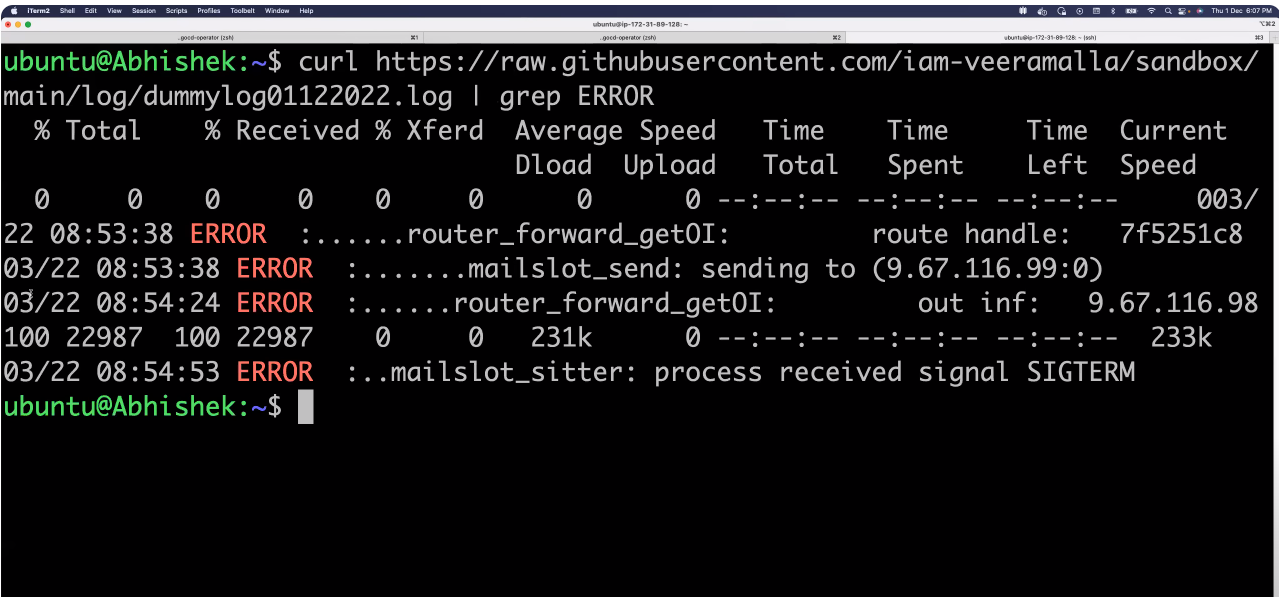 iTerm2 Shell Edit View Session Scripts Profiles Toolbelt Window Help Thu 1 Dec 6:07 PM
ubuntu@ip-172-31-89-128: ~ ⌥⌘2
..gocd-operator (zsh) ⌘1 ..gocd-operator (zsh) ⌘2 ubuntu@ip-172-31-89-128: ~ (ssh) ⌘3
ubuntu@Abhishek:~$ curl https://raw.githubusercontent.com/iam-veeramalla/sandbox/
main/log/dummylog01122022.log | grep ERROR
% Total % Received % Xferd Average Speed Time Time Time Current
Dload Upload Total Spent Left Speed
0 0 0 0 0 0 0 0 --:--:-- --:--:-- --:--:-- 003/
22 08:53:38 ERROR :......router_forward_getOI: route handle: 7f5251c8
03/22 08:53:38 ERROR :.......mailslot_send: sending to (9.67.116.99:0)
03/22 08:54:24 ERROR :......router_forward_getOI: out inf: 9.67.116.98
100 22987 100 22987 0 0 231k 0 --:--:-- --:--:-- --:--:-- 233k
03/22 08:54:53 ERROR :..mailslot_sitter: process received signal SIGTERM
ubuntu@Abhishek:~$